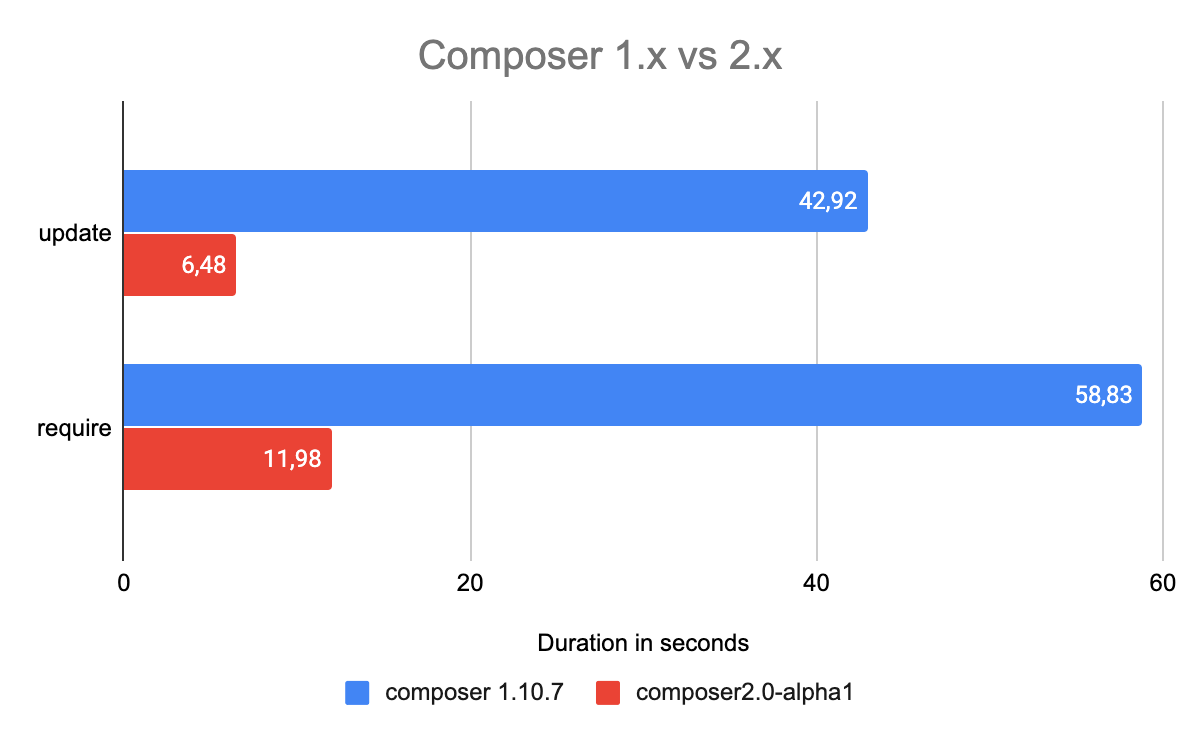 Composer 1.x vs 2.x
42,92
update
6,48
58,83
require
11,98
0 20 40 60
Duration in seconds
composer 1.10.7 composer2.0-alpha1